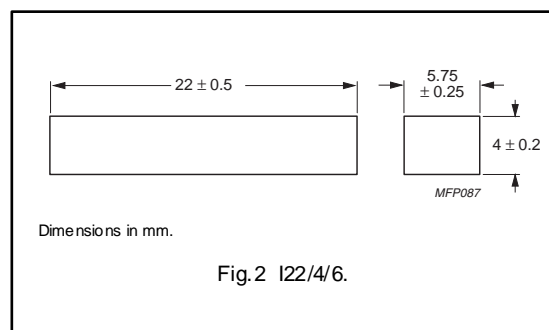 22 ± 0.5
5.75
± 0.25
4 ± 0.2
MFP087
Dimensions in mm.
Fig.2 I22/4/6.